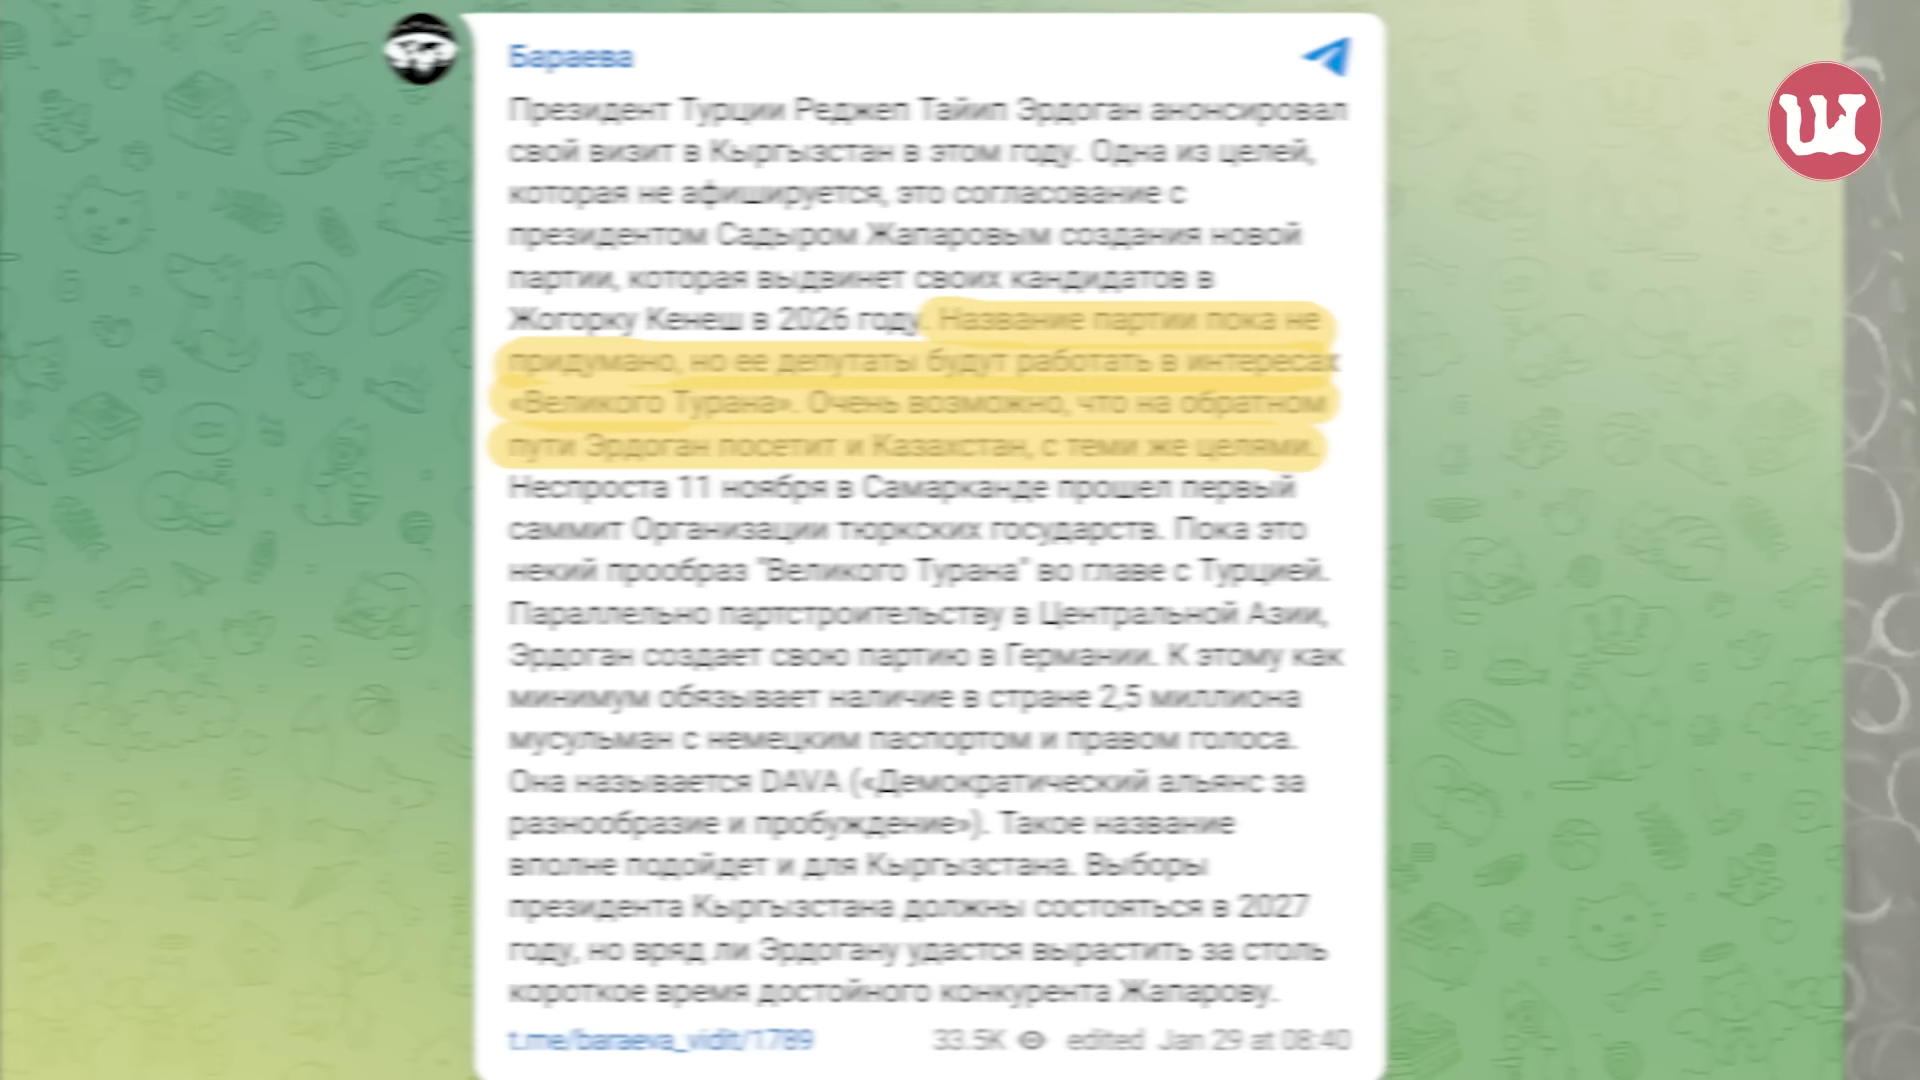 Бараева
Президент Турции Реджеп Тайип Эрдоган анонсировал
свой визит в Кыргызстан в этом году. Одна из целей,
которая не афишируется, это согласование с
президентом Садыром Жапаровым создания новой
партии, которая выдвинет своих кандидатов в
Жогорку Кенеш в 2026 году. Название партии пока не
придумано, но ее депутаты будут работать в интересах
«Великого Турана». Очень возможно, что на обратном
пути Эрдоган посетит и Казахстан, с теми же целями.
Неспроста 11 ноября в Самарканде прошел первый
саммит Организации тюркских государств. Пока это
некий прообраз "Великого Турана" во главе с Турцией.
Параллельно партстроительству в Центральной Азии,
Эрдоган создает свою партию в Германии. К этому как
минимум обязывает наличие в стране 2,5 миллиона
мусульман с немецким паспортом и правом голоса.
Она называется DAVA («Демократический альянс за
разнообразие и пробуждение»). Такое название
вполне подойдет и для Кыргызстана. Выборы
президента Кыргызстана должны состояться в 2027
году, но вряд ли Эрдогану удастся вырастить за столь
короткое время достойного конкурента Жапарову.
t.me/baraeva_vidit/1789 33.5K edited Jan 29 at 08:40
Ш